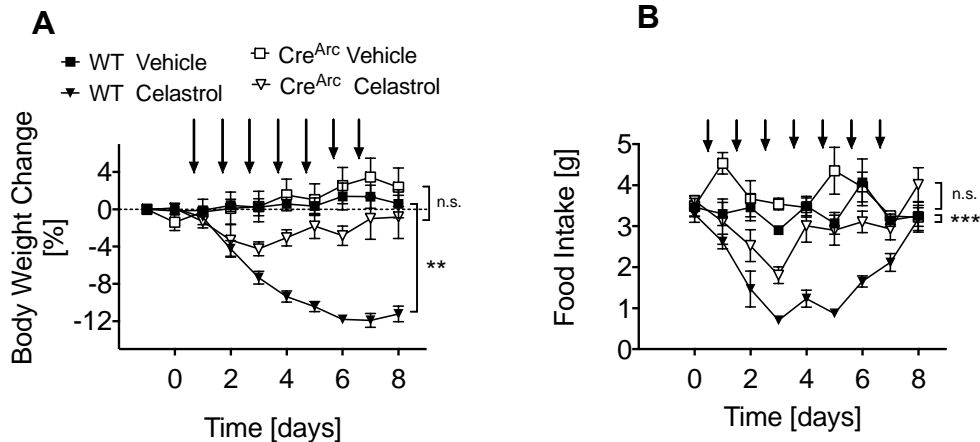 A
WT Vehicle
Cre^Arc Vehicle
WT Celastrol
Cre^Arc Celastrol
Body Weight Change
[%]
4
0
-4
-8
-12
n.s.
**
0 2 4 6 8
Time [days]
B
Food Intake [g]
5
4
3
2
1
0
n.s.
***
0 2 4 6 8
Time [days]